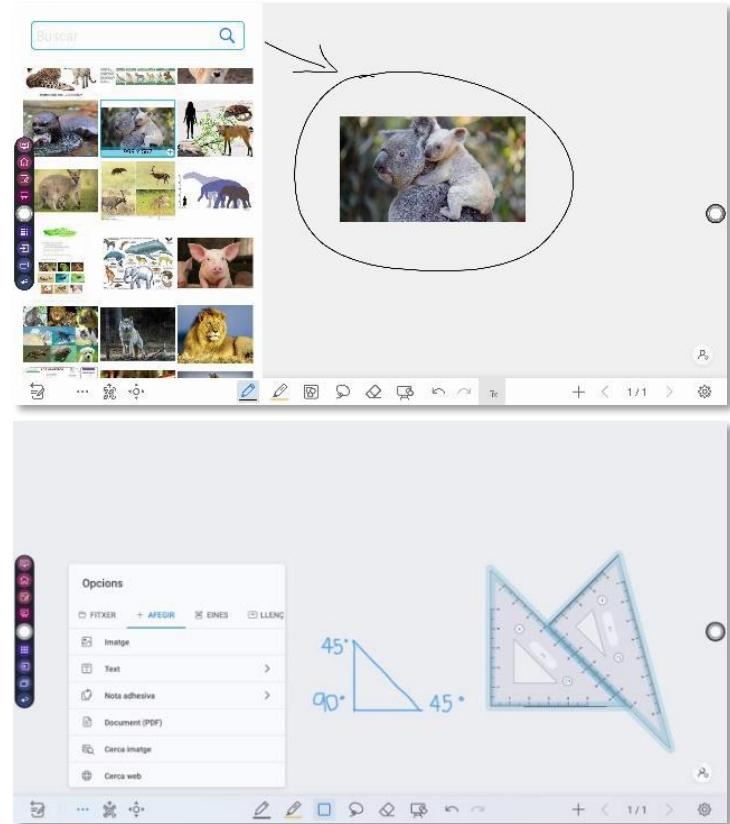 Buscar
1/1
Opcions
FITXER + AFEGIR EINES LLENÇ
Imatge
Text
Nota adhesiva
Document (PDF)
Cerca imatge
Cerca web
45°
90°
45°
1/1